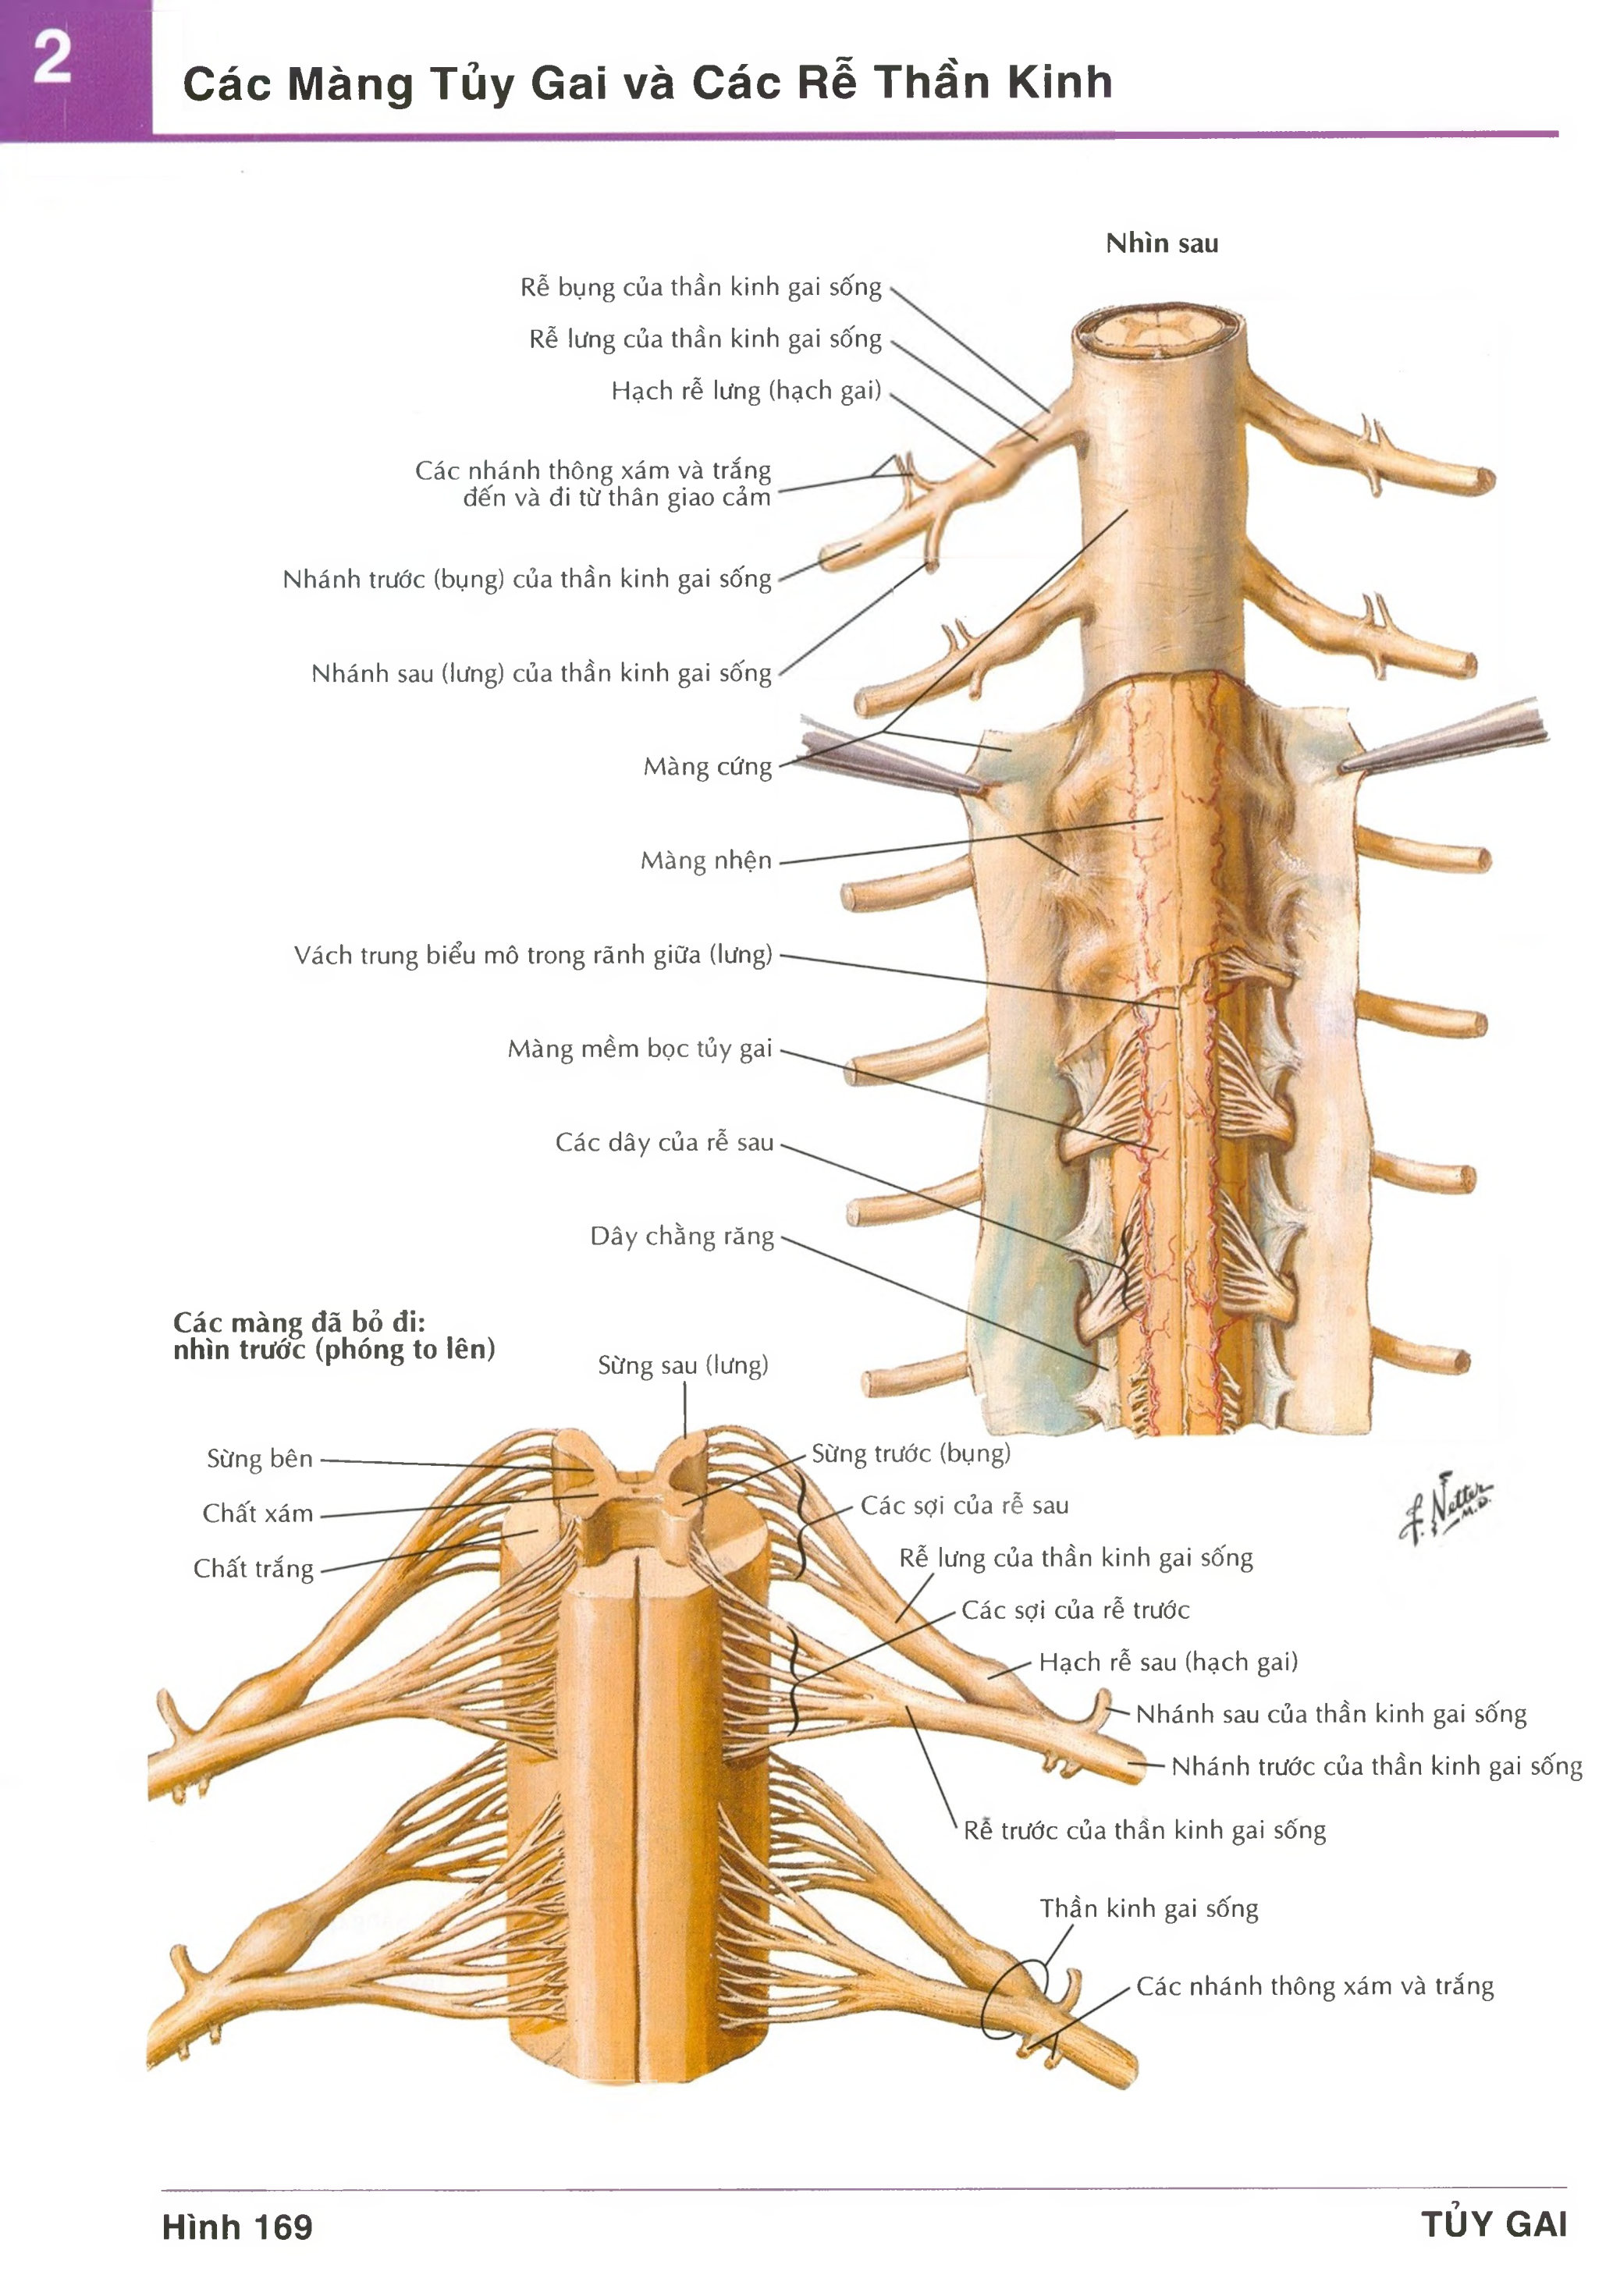 2
Các Màng Tủy Gai và Các Rễ Thần Kinh
Nhìn sau
Rễ bụng của thần kinh gai sống
Rễ lưng của thần kinh gai sống
Hạch rễ lưng (hạch gai)
Các nhánh thông xám và trắng
đến và đi từ thân giao cảm
Nhánh trước (bụng) của thần kinh gai sống
Nhánh sau (lưng) của thần kinh gai sống
Màng cứng
Màng nhện
Vách trung biểu mô trong rãnh giữa (lưng)
Màng mềm bọc tủy gai
Các dây của rễ sau
Dây chằng răng
Các màng đã bỏ đi:
nhìn trước (phóng to lên)
Sừng sau (lưng)
Sừng bên
Chất xám
Chất trắng
Sừng trước (bụng)
Các sợi của rễ sau
Rễ lưng của thần kinh gai sống
Các sợi của rễ trước
Hạch rễ sau (hạch gai)
Nhánh sau của thần kinh gai sống
Nhánh trước của thần kinh gai sống
Rễ trước của thần kinh gai sống
Thần kinh gai sống
Các nhánh thông xám và trắng
F. Netter
M.D.
Hình 169
TỦY GAI